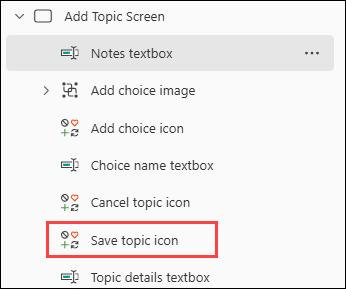 Add Topic Screen
Notes textbox
Add choice image
Add choice icon
Choice name textbox
Cancel topic icon
Save topic icon
Topic details textbox